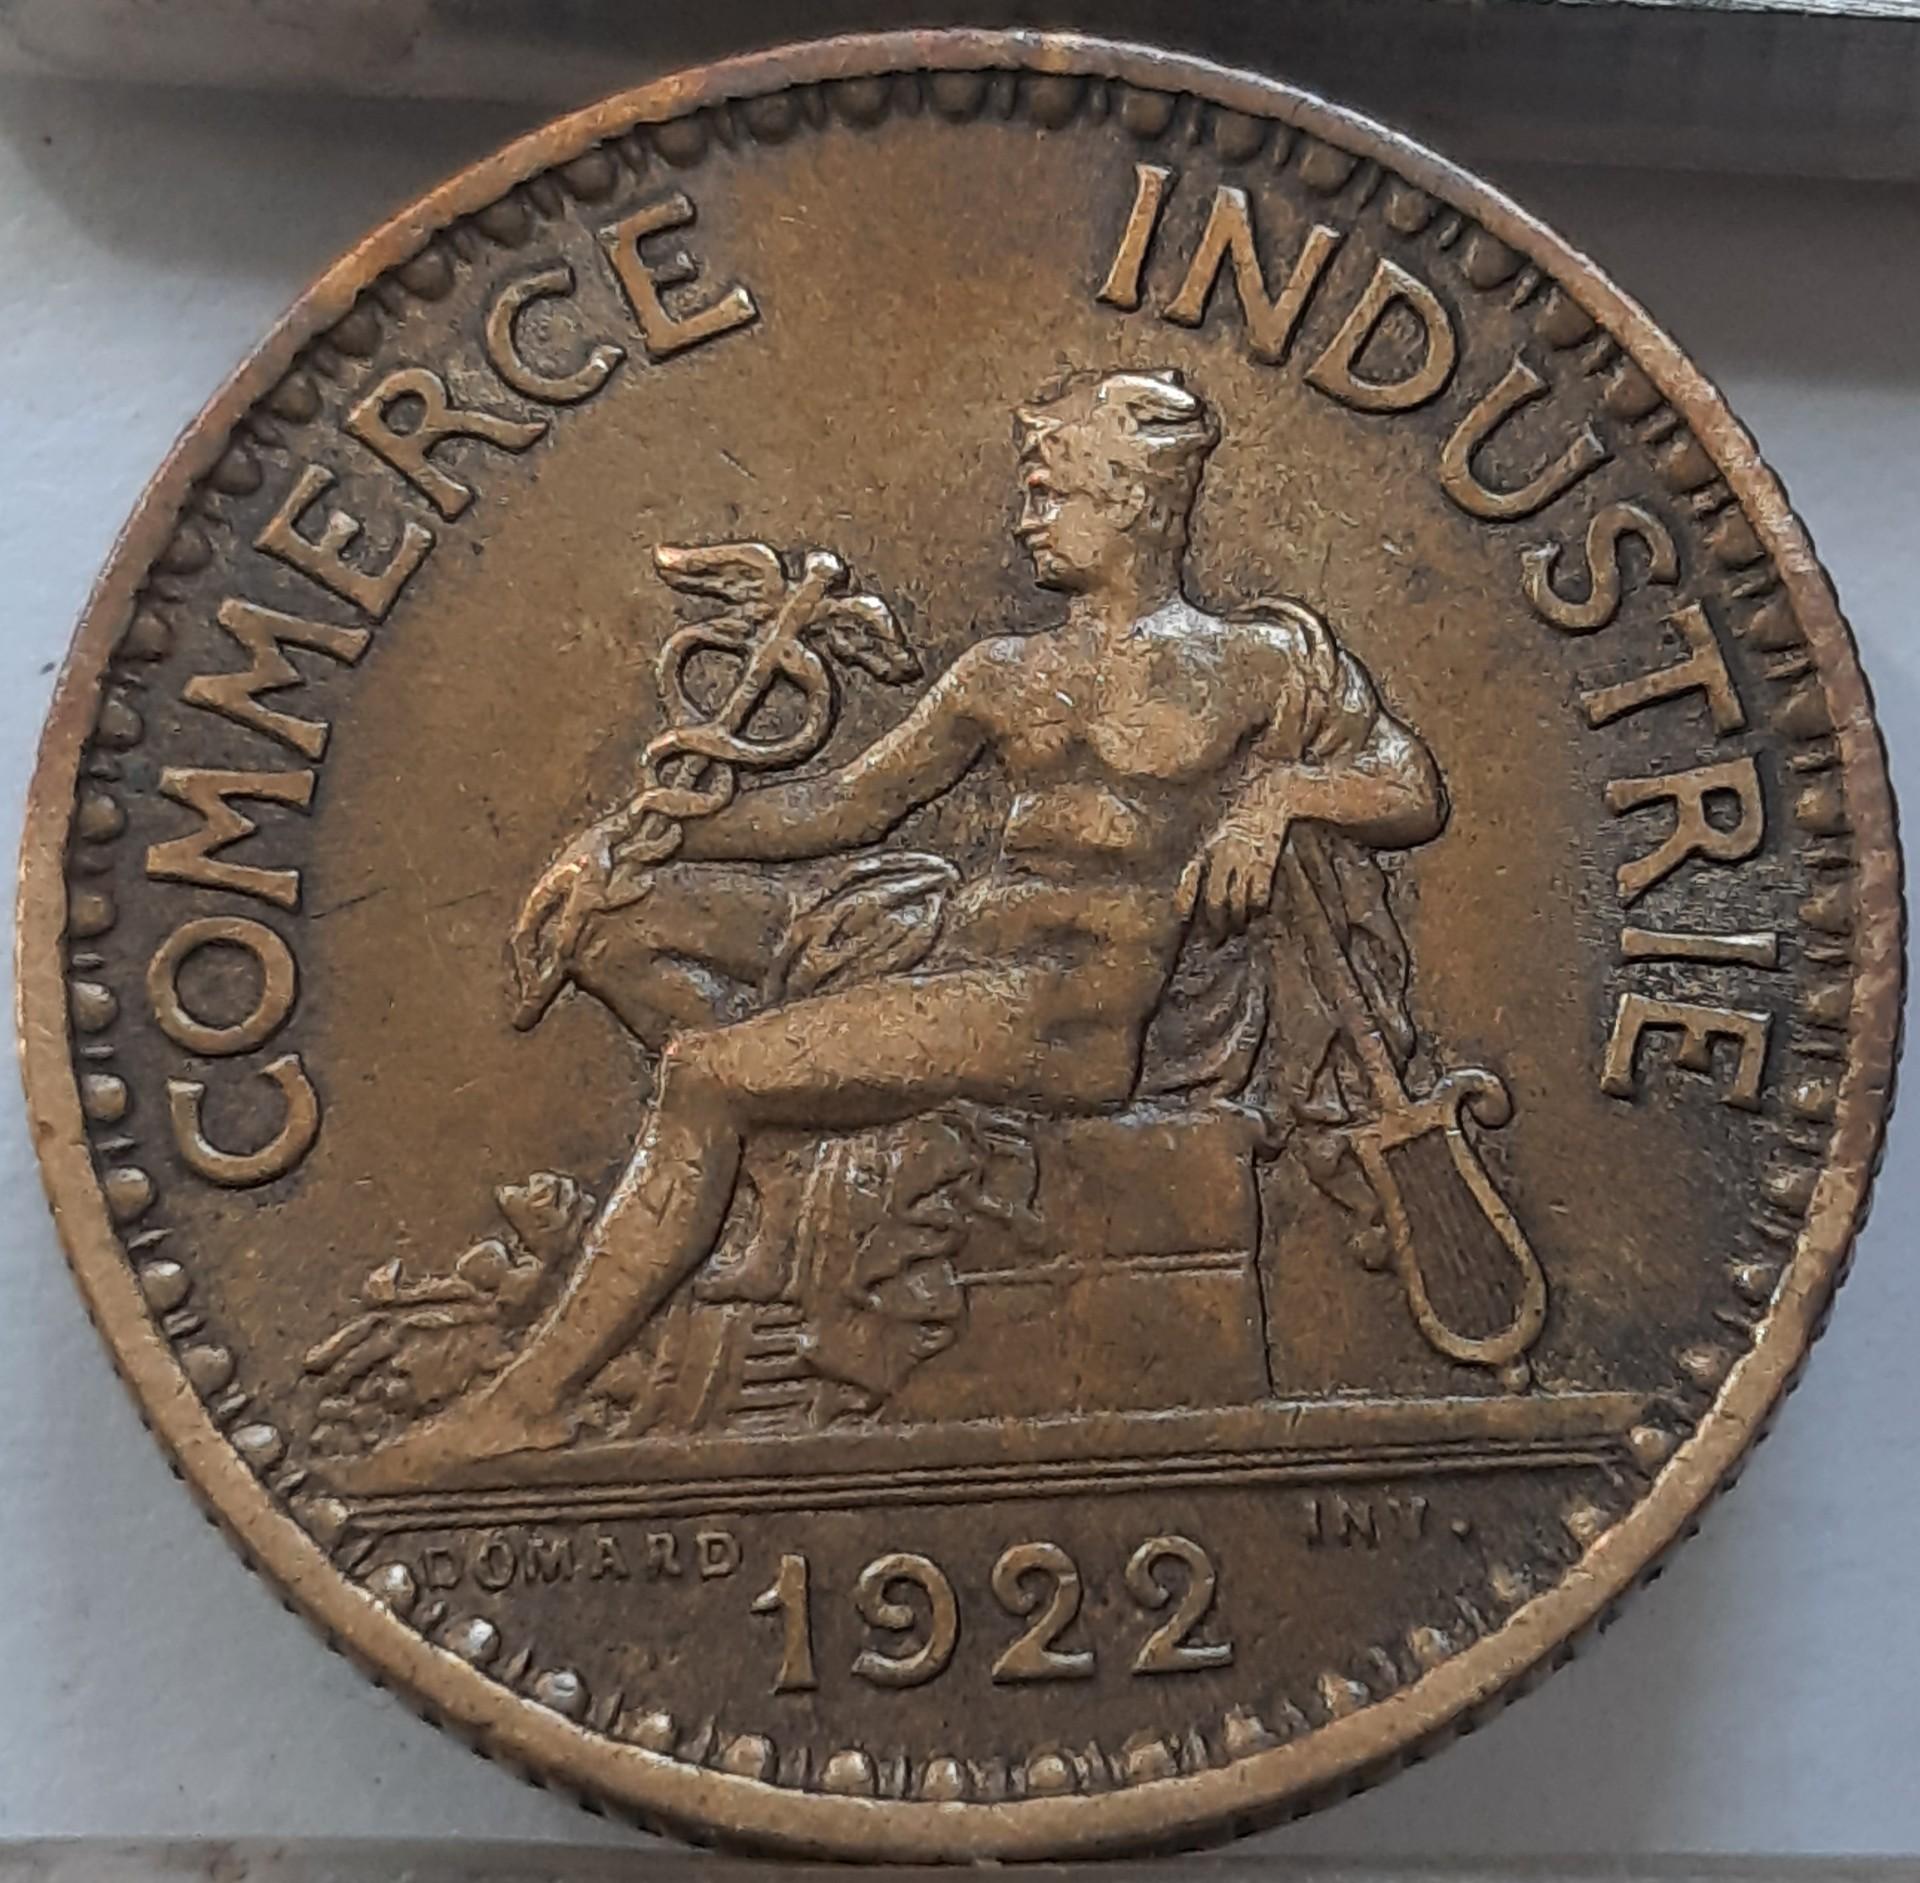 COMMERCE INDUSTRIE
DOMARD INV.
1922